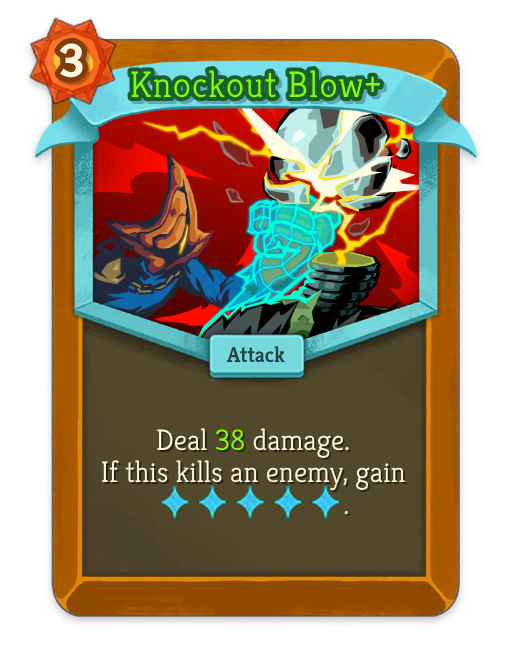 3
Knockout Blow+
Attack
Deal 38 damage.
If this kills an enemy, gain
.